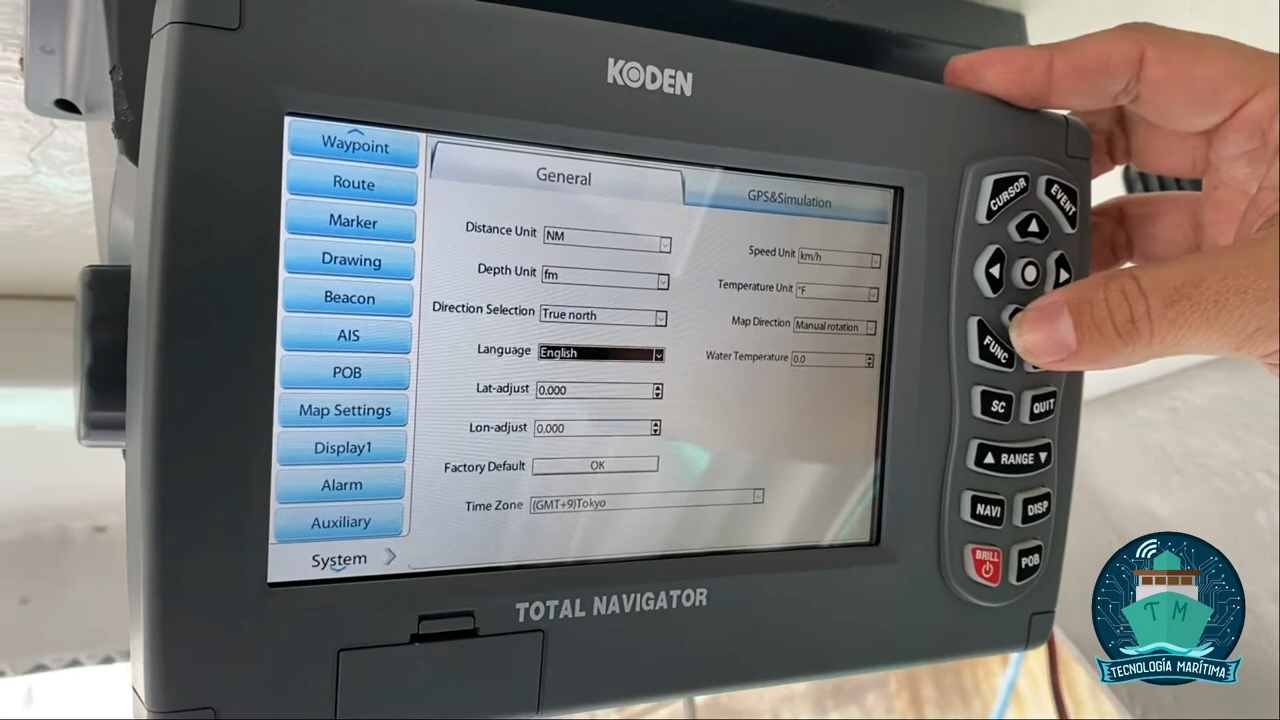 KODEN
Waypoint
Route
Marker
Drawing
Beacon
AIS
POB
Map Settings
Display1
Alarm
Auxiliary
System
General
GPS&Simulation
Distance Unit NM
Depth Unit fm
Direction Selection True north
Language English
Lat-adjust 0.000
Lon-adjust 0.000
Factory Default OK
Time Zone (GMT+9)Tokyo
Speed Unit km/h
Temperature Unit °F
Map Direction Manual rotation
Water Temperature 0.0
CURSOR
EVENT
FUNC
SC
QUIT
RANGE
NAVI
DISP
BRILL
POB
TOTAL NAVIGATOR
T M
TECNOLOGÍA MARÍTIMA